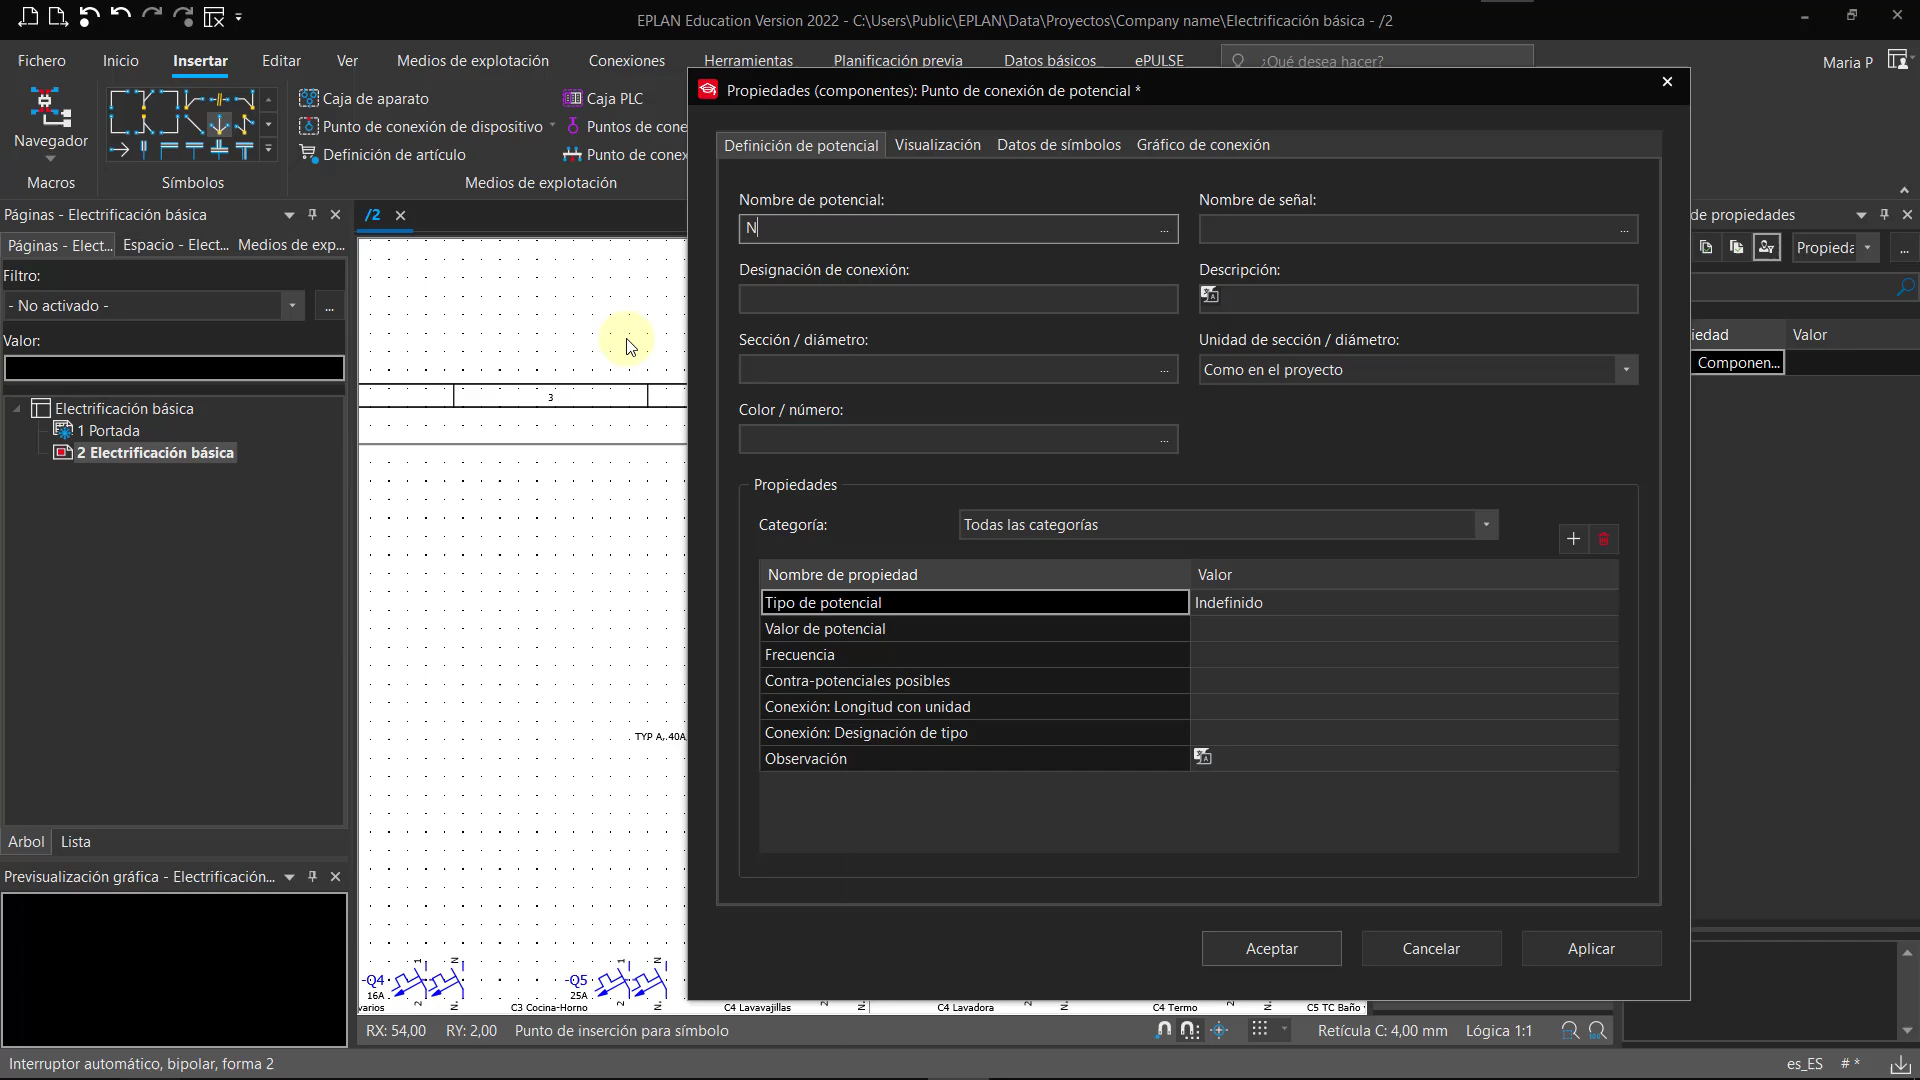 EPLAN Education Version 2022 - C:\Users\Public\EPLAN\Data\Proyectos\Company name\Electrificación básica - /2
Fichero Inicio Insertar Editar Ver Medios de explotación Conexiones Herramientas Planificación previa Datos básicos ePULSE ¿Qué desea hacer? Maria P
Navegador
Macros
Símbolos
Caja de aparato
Punto de conexión de dispositivo
Definición de artículo
Caja PLC
Puntos de cone
Punto de conex
Medios de explotación
Páginas - Electrificación básica
Páginas - Elect... Espacio - Elect... Medios de exp...
Filtro:
- No activado -
...
Valor:
Electrificación básica
1 Portada
2 Electrificación básica
Arbol Lista
Previsualización gráfica - Electrificación...
/2
3
TYP A, 40A
-Q4
16A
1
N
2
N
-Q5
25A
1
N
2
N
varios
C3 Cocina-Horno
C4 Lavavajillas
2
N
C4 Lavadora
2
N
C4 Termo
2
N
C5 TC Baño
Propiedades (componentes): Punto de conexión de potencial *
Definición de potencial Visualización Datos de símbolos Gráfico de conexión
Nombre de potencial: Nombre de señal:
N ... ...
Designación de conexión: Descripción:
Sección / diámetro: Unidad de sección / diámetro:
... Como en el proyecto
Color / número:
...
Propiedades
Categoría: Todas las categorías
Nombre de propiedad Valor
Tipo de potencial Indefinido
Valor de potencial
Frecuencia
Contra-potenciales posibles
Conexión: Longitud con unidad
Conexión: Designación de tipo
Observación
Aceptar Cancelar Aplicar
de propiedades
Propieda ...
iedad Valor
Componen...
RX: 54,00 RY: 2,00 Punto de inserción para símbolo Retícula C: 4,00 mm Lógica 1:1
Interruptor automático, bipolar, forma 2 es_ES # *